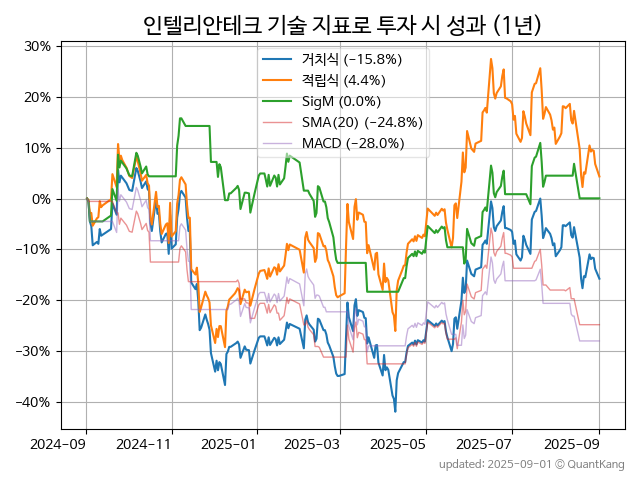 인텔리안테크 기술 지표로 투자 시 성과 (1년)
30%
20%
10%
0%
−10%
−20%
−30%
−40%
거치식 (−15.8%)
적립식 (4.4%)
SigM (0.0%)
SMA(20) (−24.8%)
MACD (−28.0%)
2024-09 2024-11 2025-01 2025-03 2025-05 2025-07 2025-09
updated: 2025-09-01 © QuantKang